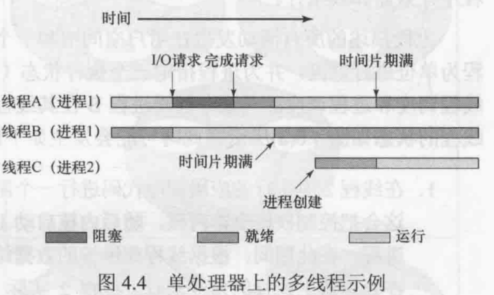 时间
I/O请求 完成请求 时间片期满
线程A（进程1）
线程B（进程1）
时间片期满
线程C（进程2）
进程创建
阻塞 就绪 运行
图 4.4 单处理器上的多线程示例